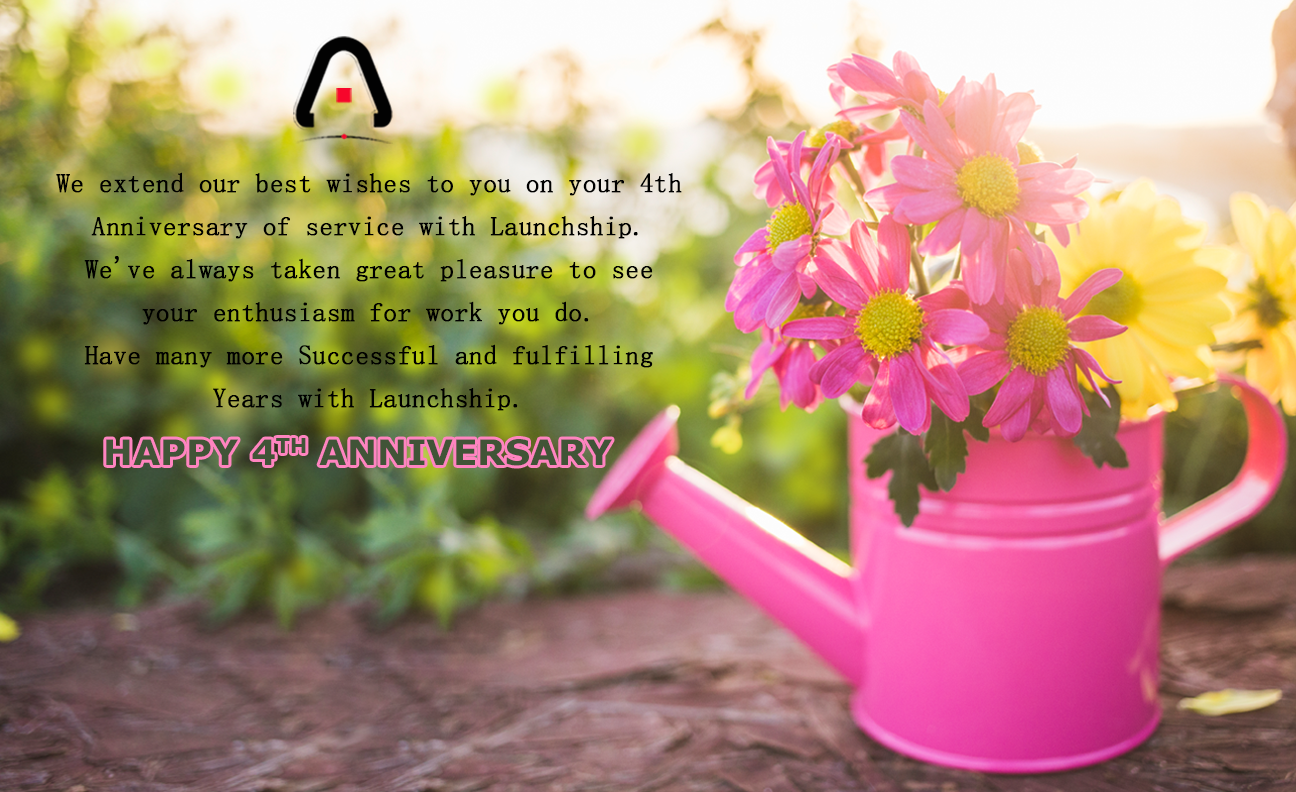 We extend our best wishes to you on your 4th
Anniversary of service with Launchship.
We've always taken great pleasure to see
your enthusiasm for work you do.
Have many more Successful and fulfilling
Years with Launchship.
HAPPY 4TH ANNIVERSARY